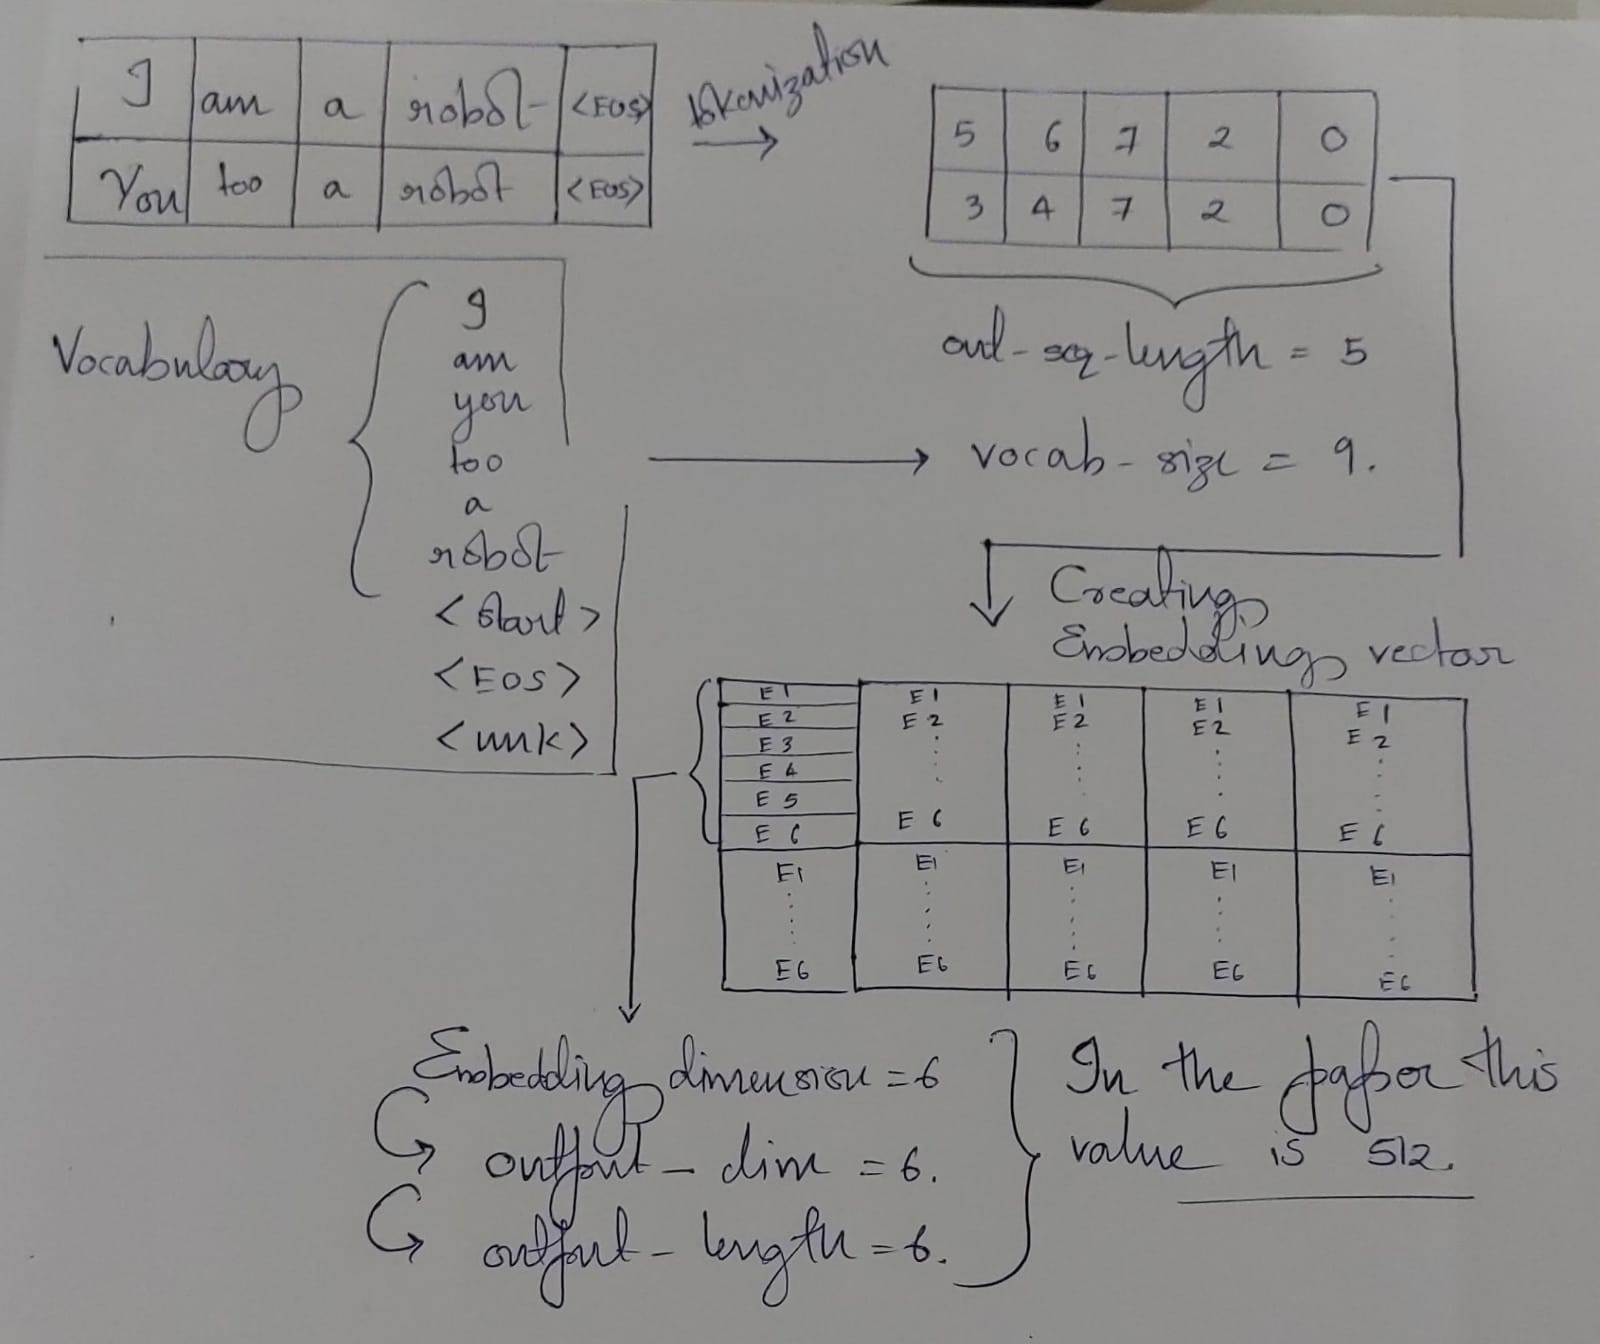 I am a robot <EOS>
You too a robot <EOS>
tokenization
5 6 7 2 0
3 4 7 2 0
out-seq-length = 5
Vocabulary
I
am
you
too
a
robot
<start>
<EOS>
<unk>
vocab-size = 9.
Creating
Embedding vector
E1 E1 E1 E1 E1
E2 E2 E2 E2 E2
E3
E4
E5
E6 E6 E6 E6 E6
E1 E1 E1 E1 E1
E6 E6 E6 E6 E6
Embedding dimension = 6
output-dim = 6.
output-length = 6.
In the paper this
value is 512.